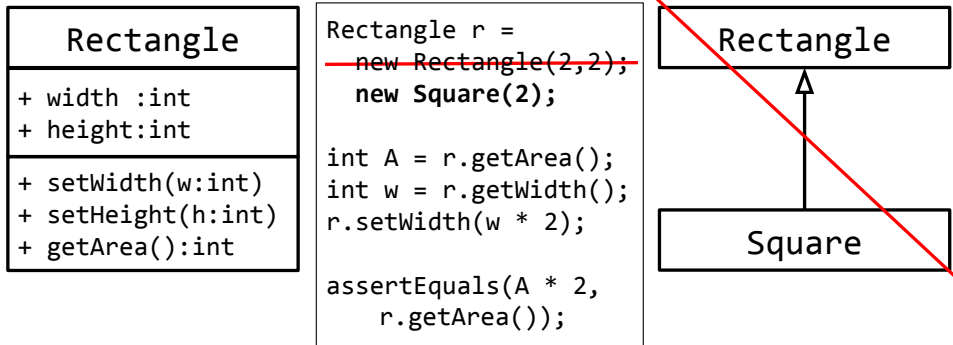 Rectangle
+ width :int
+ height:int
+ setWidth(w:int)
+ setHeight(h:int)
+ getArea():int
Rectangle r =
new Rectangle(2,2);
new Square(2);
int A = r.getArea();
int w = r.getWidth();
r.setWidth(w * 2);
assertEquals(A * 2,
r.getArea());
Rectangle
Square